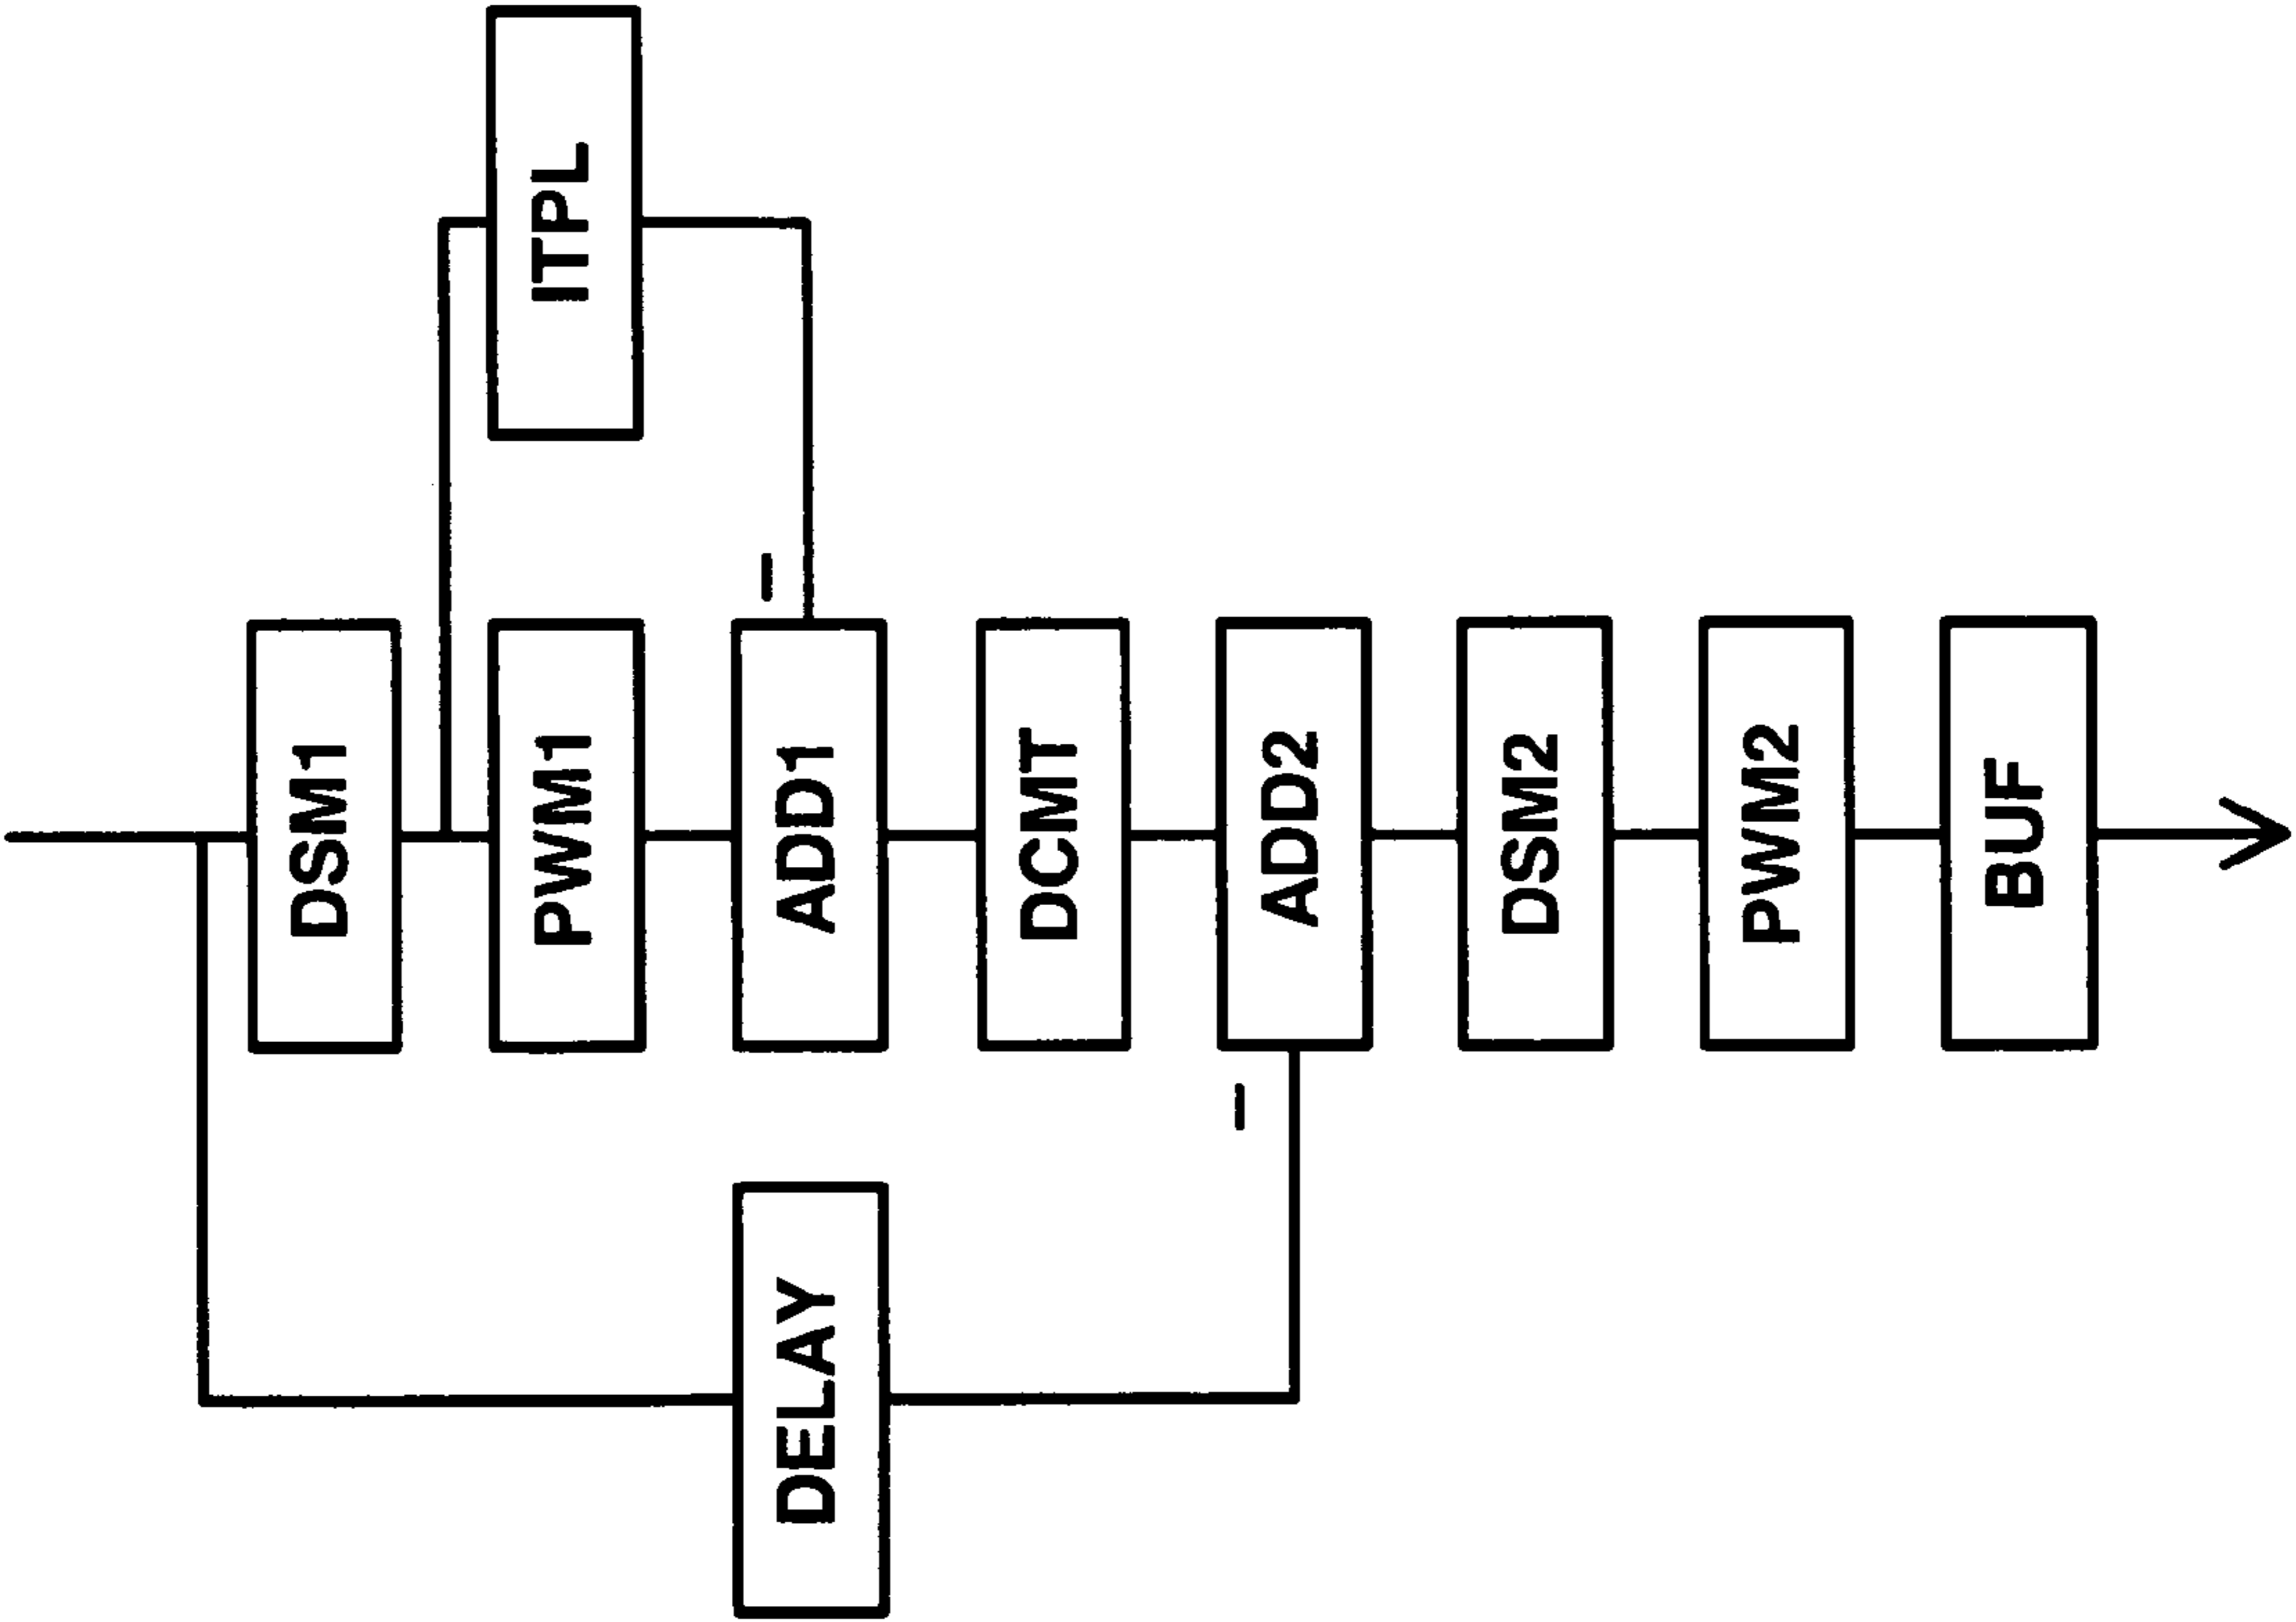 ITPL
DSM1
PWM1
ADD1
DCMT
ADD2
DSM2
PWM2
BUF
DELAY